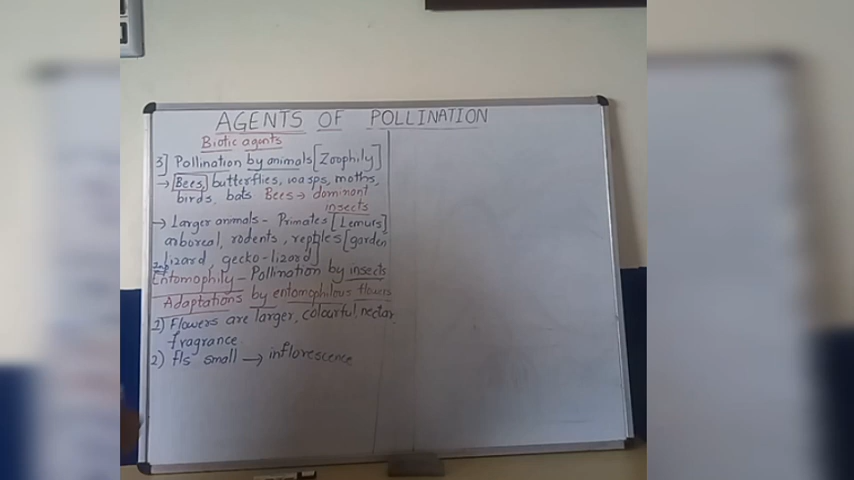 AGENTS OF POLLINATION
Biotic agents
3] Pollination by animals [Zoophily]
→ Bees, butterflies, wasps, moths,
birds, bats Bees → dominant
insects
→ Larger animals - Primates [Lemurs]
arboreal, rodents, reptiles [garden
lizard, gecko-lizard]
Imp
Entomophily - Pollination by insects
Adaptations by entomophilous flowers
1) Flowers are larger, colourful, nectar
fragrance
2) Fls small → inflorescence